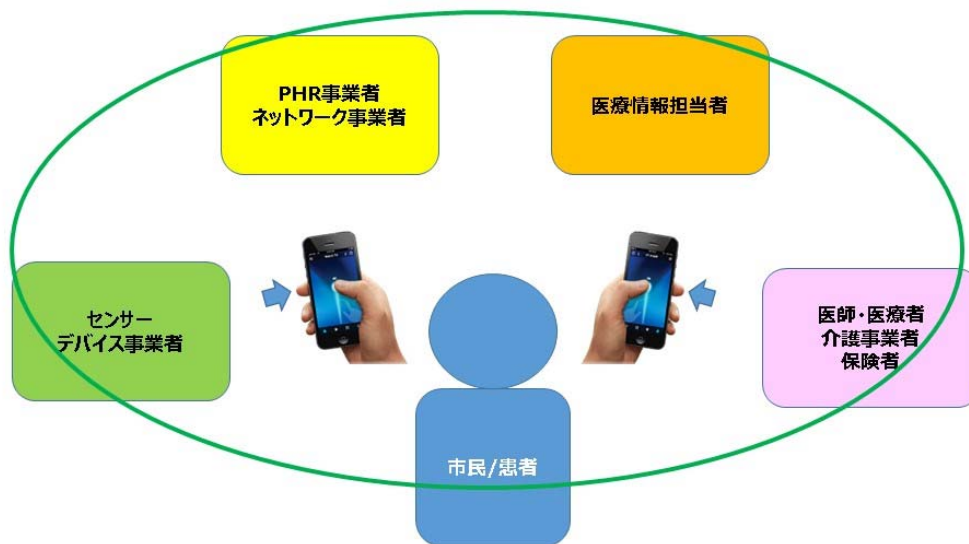 PHR事業者
ネットワーク事業者
医療情報担当者
センサー
デバイス事業者
医師・医療者
介護事業者
保険者
市民/患者